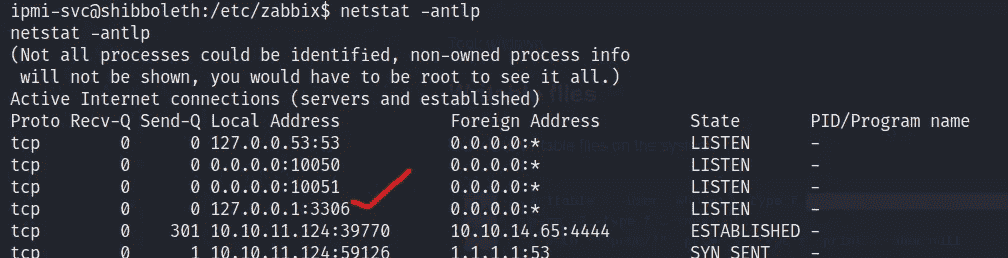 ipmi-svc@shibboleth:/etc/zabbix$ netstat -antlp
netstat -antlp
(Not all processes could be identified, non-owned process info
 will not be shown, you would have to be root to see it all.)
Active Internet connections (servers and established)
Proto Recv-Q Send-Q Local Address           Foreign Address         State       PID/Program name
tcp        0      0 127.0.0.53:53           0.0.0.0:*               LISTEN      -
tcp        0      0 0.0.0.0:10050           0.0.0.0:*               LISTEN      -
tcp        0      0 0.0.0.0:10051           0.0.0.0:*               LISTEN      -
tcp        0      0 127.0.0.1:3306          0.0.0.0:*               LISTEN      -
tcp        0    301 10.10.11.124:39770      10.10.14.65:4444        ESTABLISHED -
tcp        0      1 10.10.11.124:59126      1.1.1.1:53              SYN_SENT    -